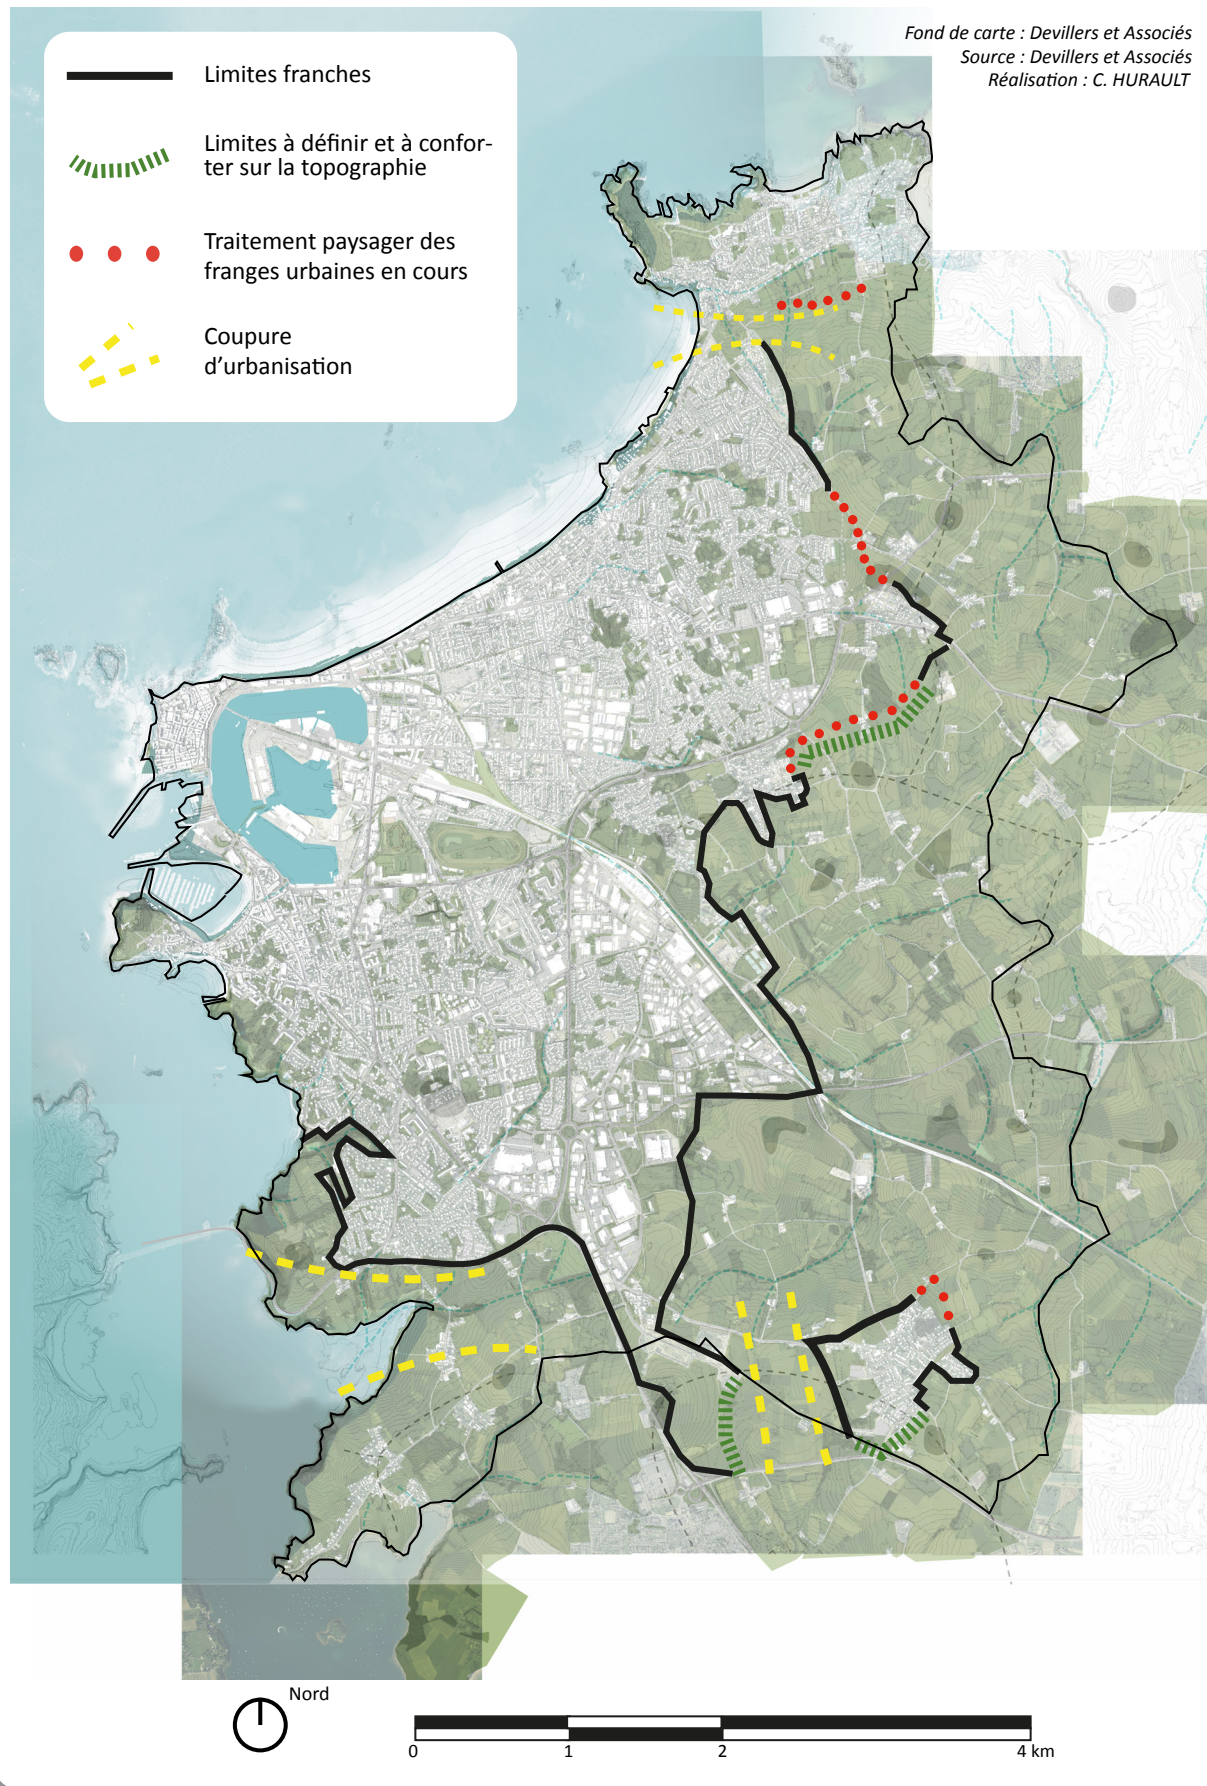 Fond de carte : Devillers et Associés
Source : Devillers et Associés
Réalisation : C. HURAULT
Limites franches
Limites à définir et à confor-
ter sur la topographie
Traitement paysager des
franges urbaines en cours
Coupure
d'urbanisation
Nord
0 1 2 4 km